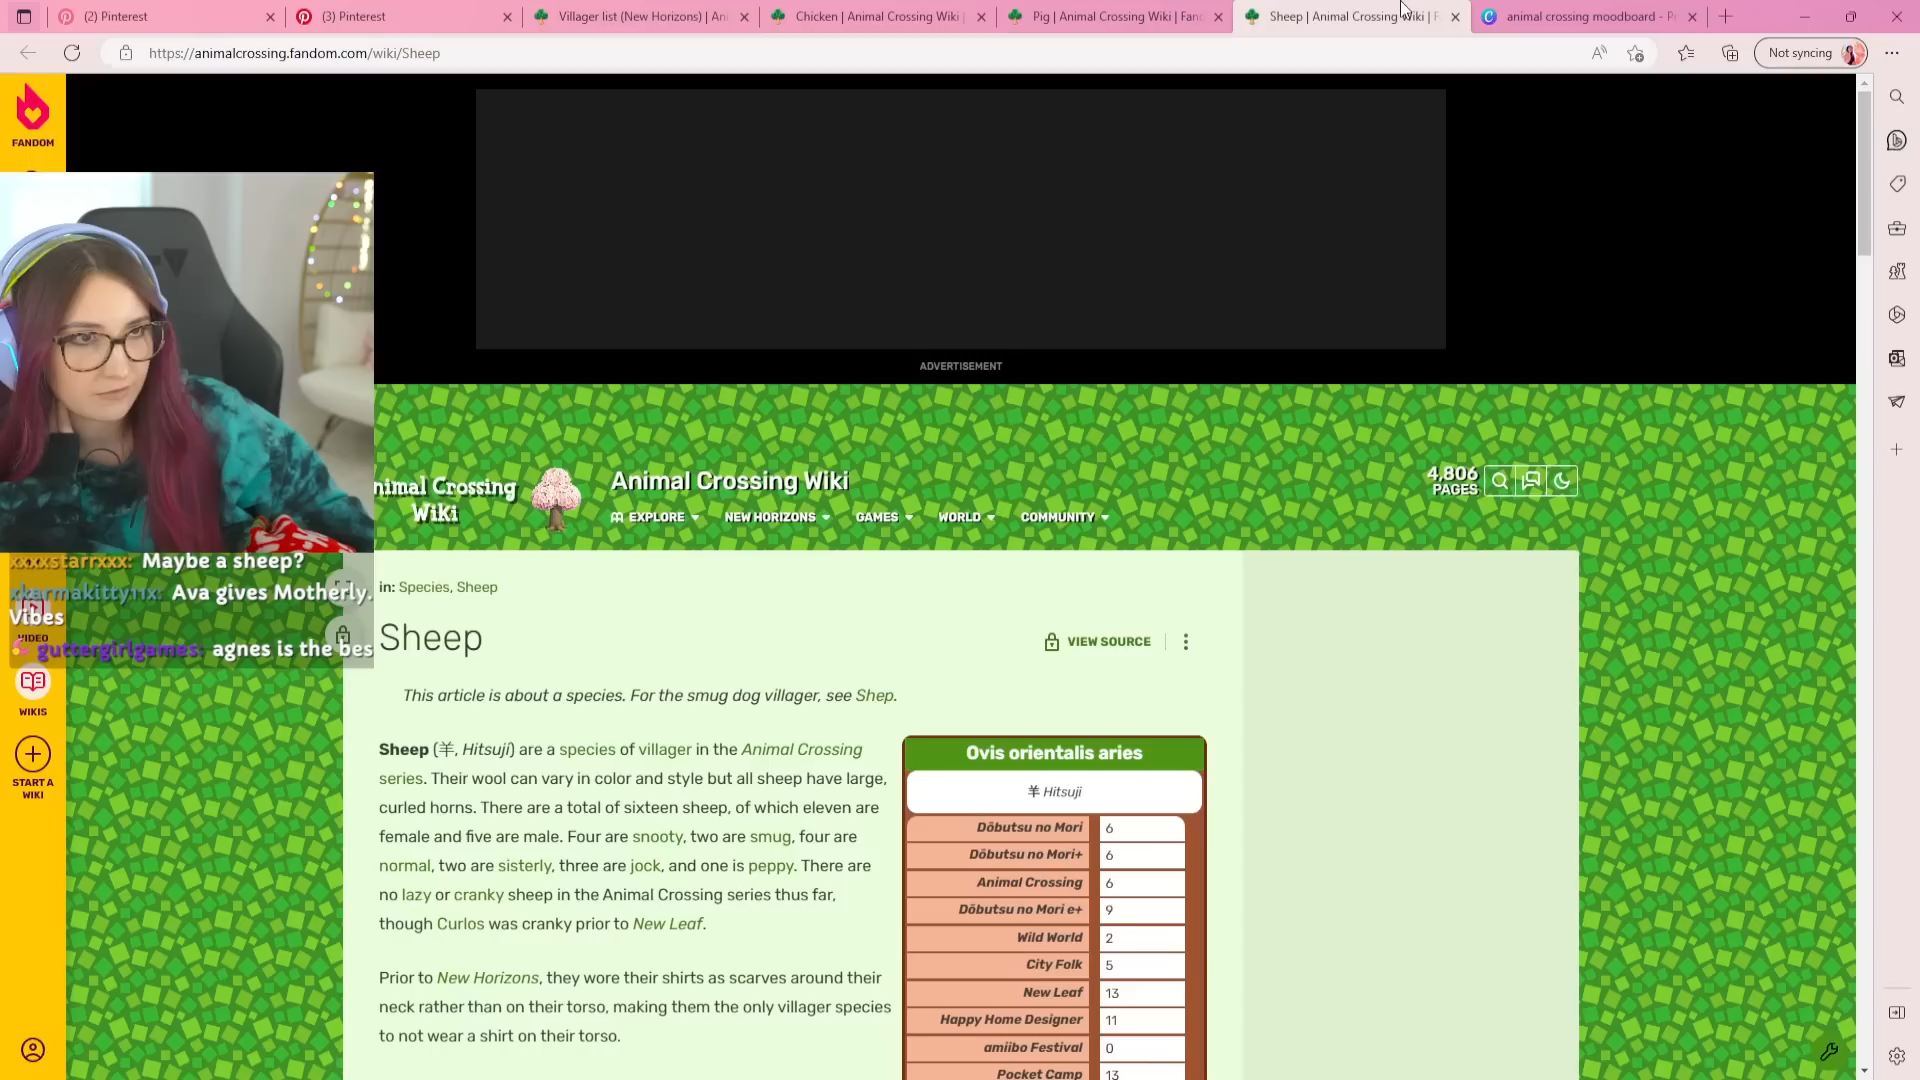 (2) Pinterest
(3) Pinterest
Villager list (New Horizons) | Ani
Chicken | Animal Crossing Wiki |
Pig | Animal Crossing Wiki | Fand
Sheep | Animal Crossing Wiki | F
animal crossing moodboard - P
https://animalcrossing.fandom.com/wiki/Sheep
Not syncing
FANDOM
ADVERTISEMENT
nimal Crossing
Wiki
Animal Crossing Wiki
EXPLORE
NEW HORIZONS
GAMES
WORLD
COMMUNITY
4,806
PAGES
xxxxstarrxxx: Maybe a sheep?
xkarmakitty11x: Ava gives Motherly.
Vibes
guttergirlgames: agnes is the bes
VIDEO
WIKIS
START A
WIKI
in: Species, Sheep
Sheep
VIEW SOURCE
This article is about a species. For the smug dog villager, see Shep.
Sheep (羊, Hitsuji) are a species of villager in the Animal Crossing
series. Their wool can vary in color and style but all sheep have large,
curled horns. There are a total of sixteen sheep, of which eleven are
female and five are male. Four are snooty, two are smug, four are
normal, two are sisterly, three are jock, and one is peppy. There are
no lazy or cranky sheep in the Animal Crossing series thus far,
though Curlos was cranky prior to New Leaf.
Prior to New Horizons, they wore their shirts as scarves around their
neck rather than on their torso, making them the only villager species
to not wear a shirt on their torso.
Ovis orientalis aries
羊 Hitsuji
Dōbutsu no Mori 6
Dōbutsu no Mori+ 6
Animal Crossing 6
Dōbutsu no Mori e+ 9
Wild World 2
City Folk 5
New Leaf 13
Happy Home Designer 11
amiibo Festival 0
Pocket Camp 13